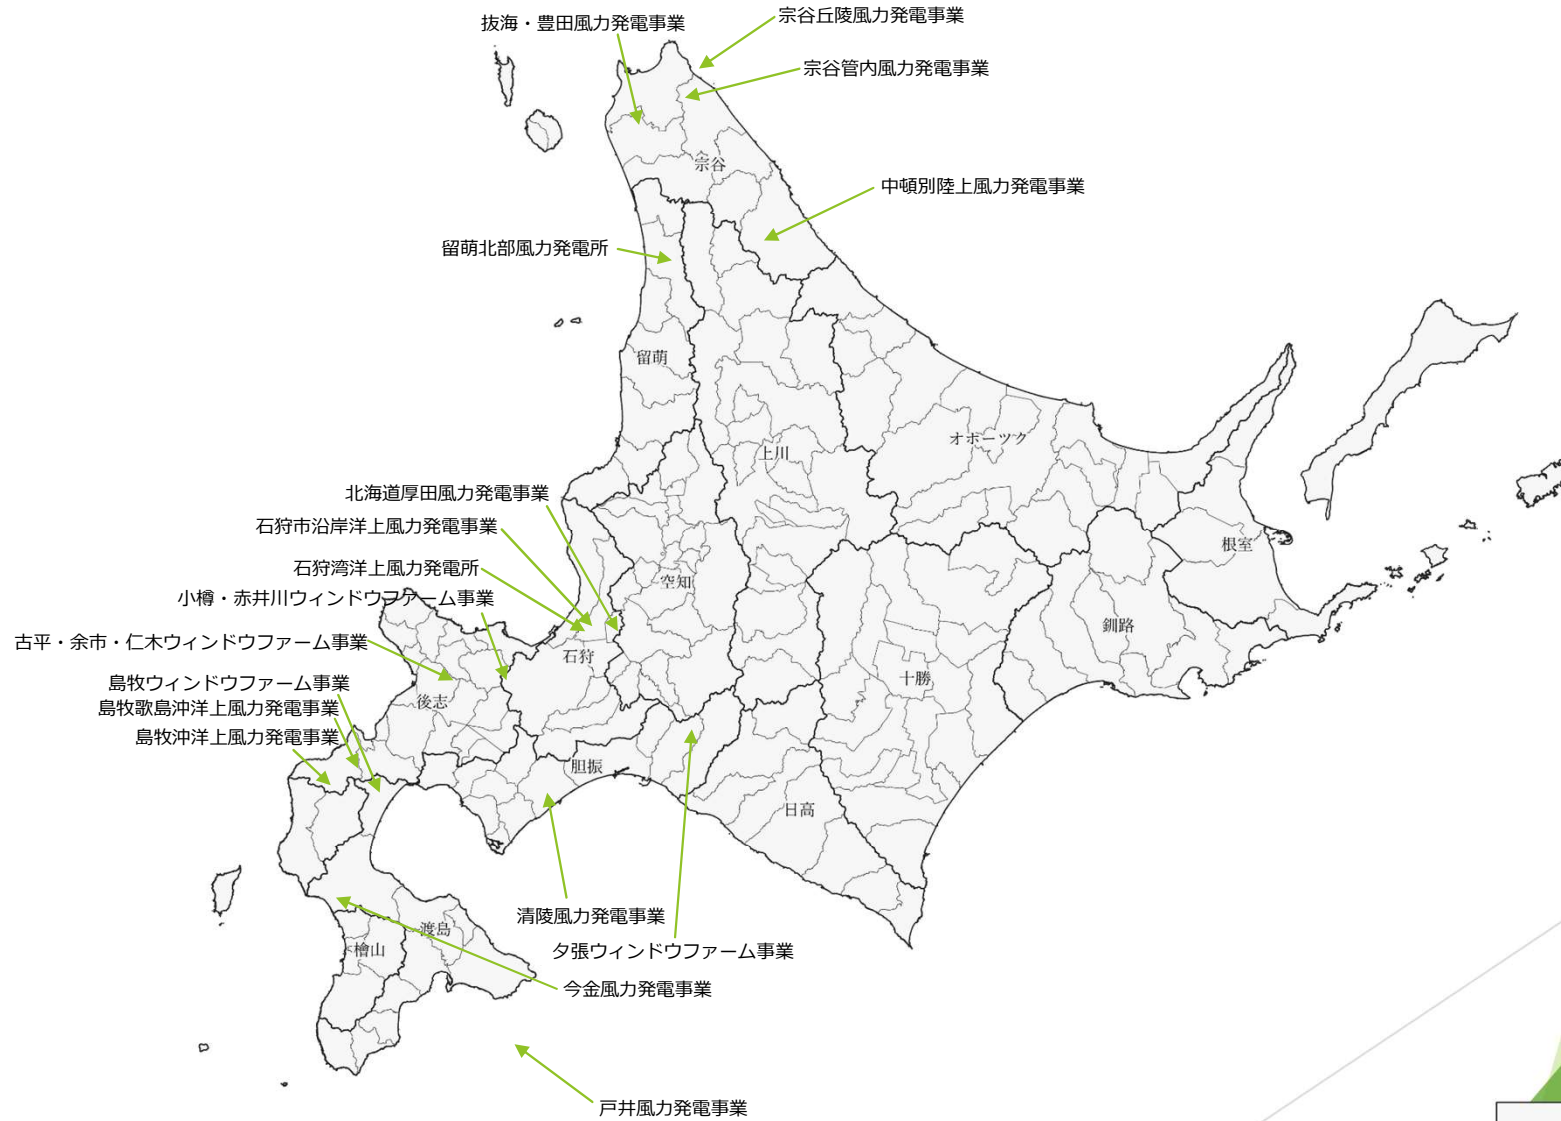 宗谷丘陵風力発電事業
抜海・豊田風力発電事業
宗谷管内風力発電事業
宗谷
中頓別陸上風力発電事業
留萌北部風力発電所
留萌
オホーツク
上川
北海道厚田風力発電事業
石狩市沿岸洋上風力発電事業
根室
石狩湾洋上風力発電所
空知
小樽・赤井川ウィンドウファーム事業
釧路
古平・余市・仁木ウィンドウファーム事業
石狩
十勝
島牧ウィンドウファーム事業
後志
島牧歌島沖洋上風力発電事業
島牧沖洋上風力発電事業
胆振
日高
清陵風力発電事業
渡島
檜山
夕張ウィンドウファーム事業
今金風力発電事業
戸井風力発電事業